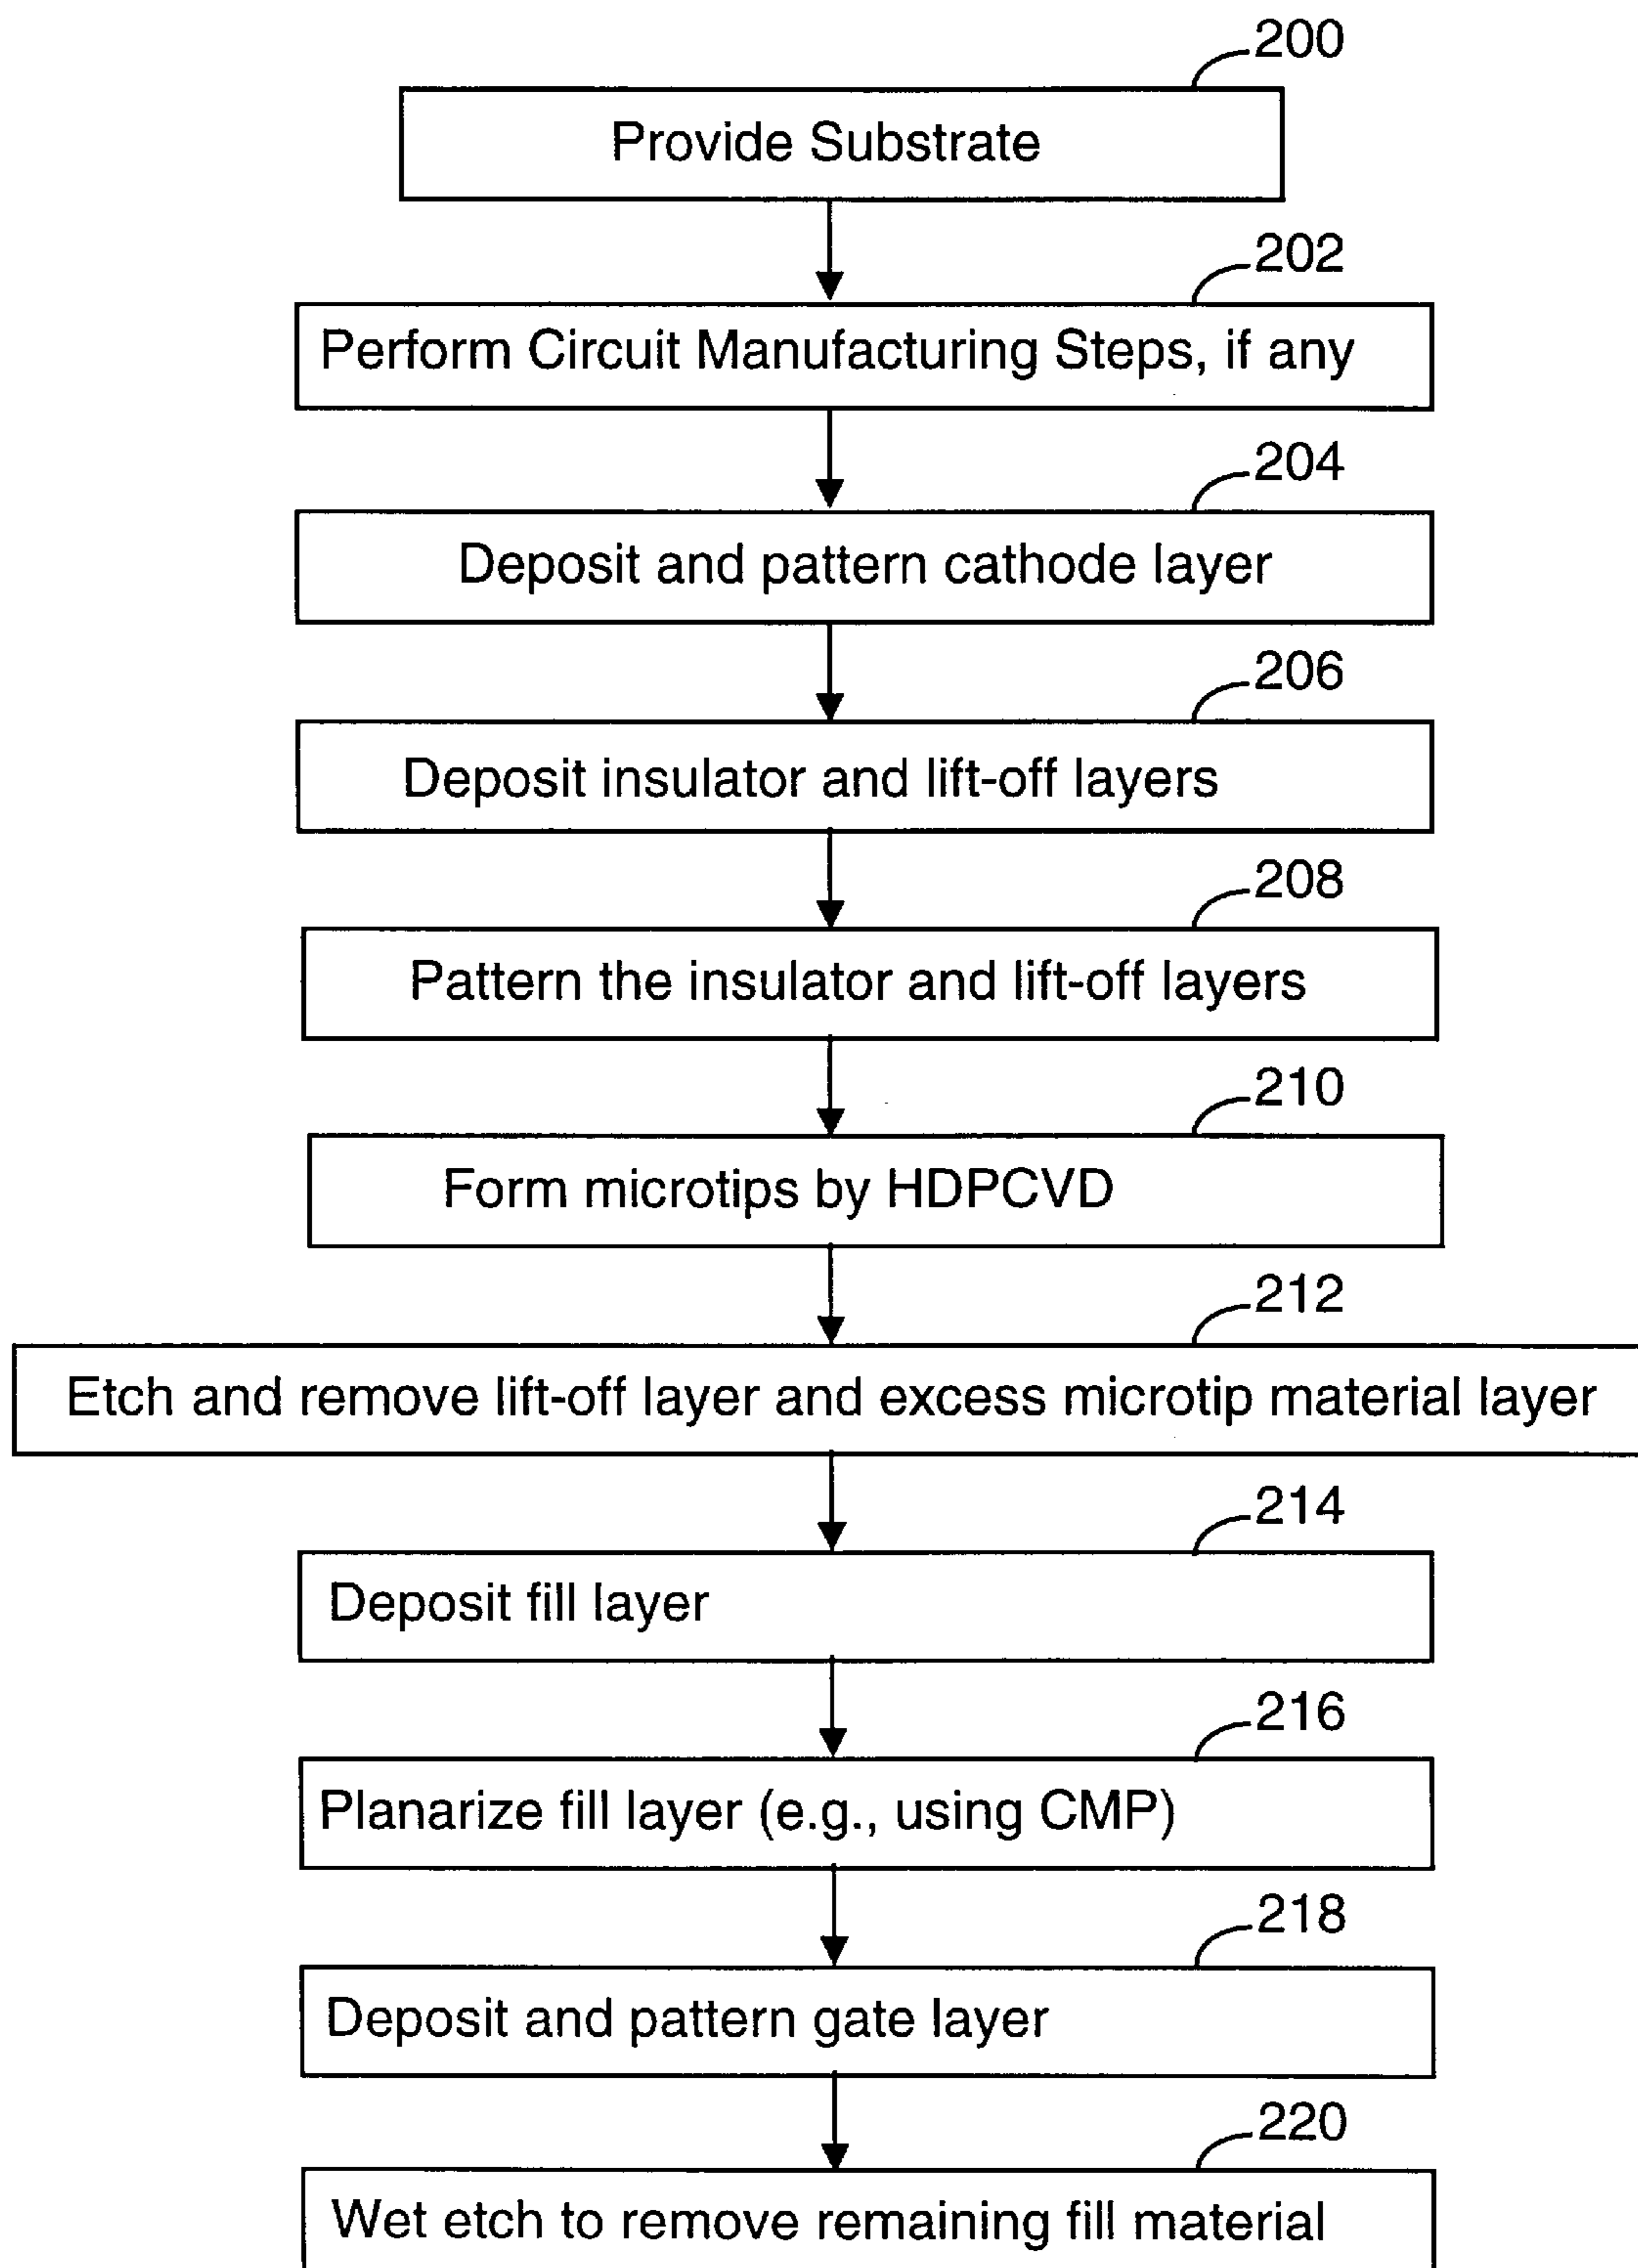 200
Provide Substrate
202
Perform Circuit Manufacturing Steps, if any
204
Deposit and pattern cathode layer
206
Deposit insulator and lift-off layers
208
Pattern the insulator and lift-off layers
210
Form microtips by HDPCVD
212
Etch and remove lift-off layer and excess microtip material layer
214
Deposit fill layer
216
Planarize fill layer (e.g., using CMP)
218
Deposit and pattern gate layer
220
Wet etch to remove remaining fill material